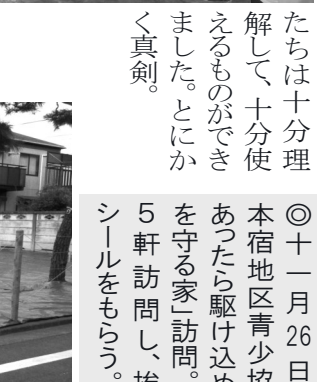 たちは十分理
解して、十分使
えるものができ
ました。とにか
く真剣。
◎十一月26日
本宿地区青少協
あったら駆け込め
を守る家」訪問。
5軒訪問し、挨
シールをもらう。